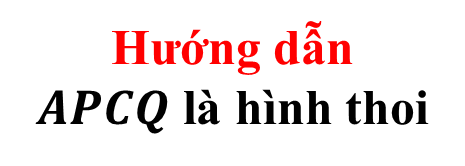 Hướng dẫn
APCQ là hình thoi